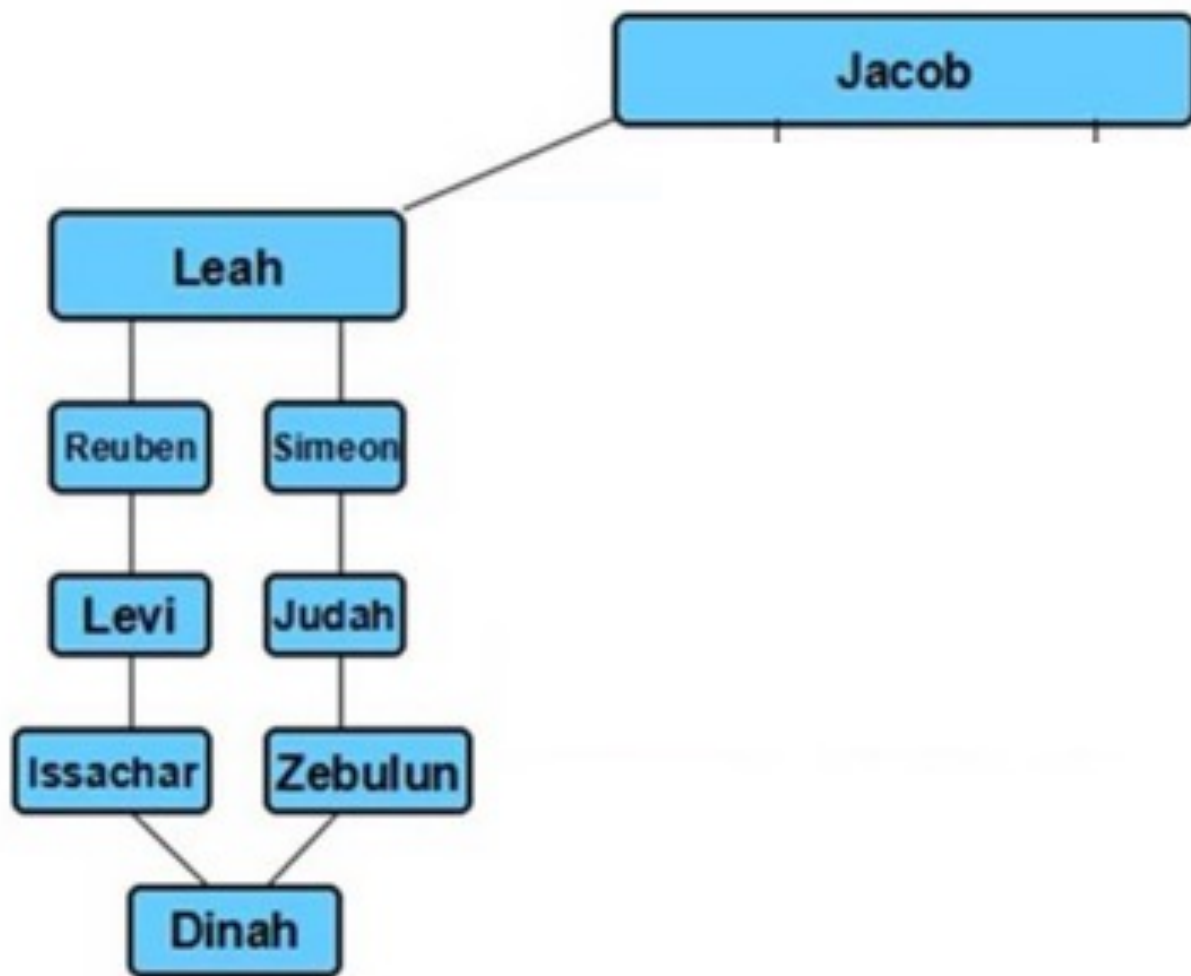 Jacob
Leah
Reuben Simeon
Levi Judah
Issachar Zebulun
Dinah